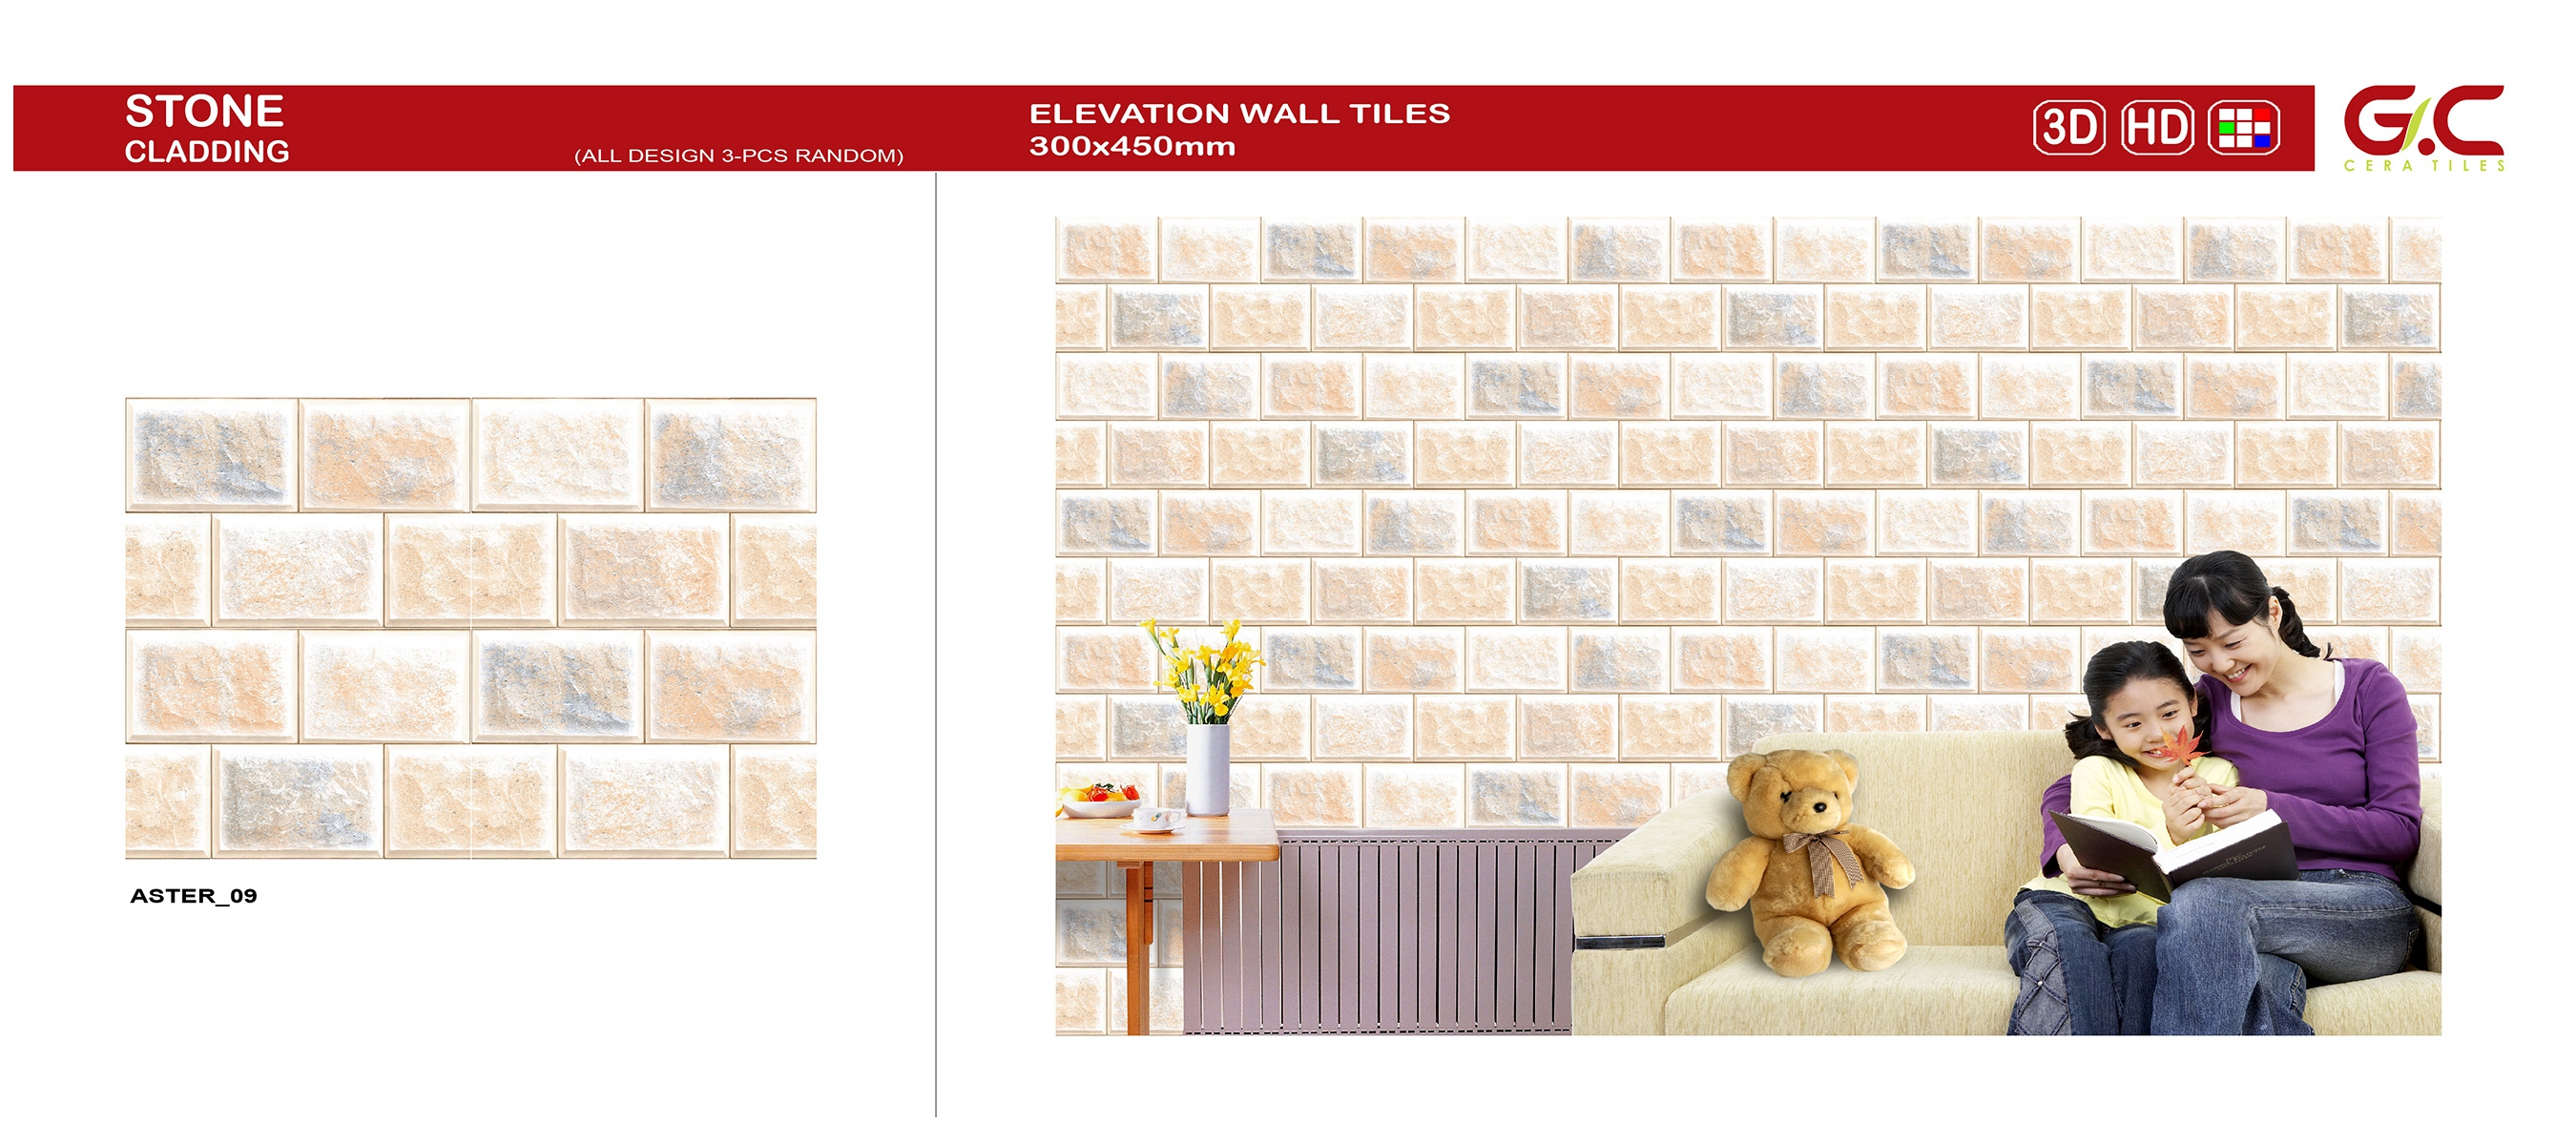 STONE
CLADDING
(ALL DESIGN 3-PCS RANDOM)
ELEVATION WALL TILES
300x450mm
3D
HD
G.C
CERA TILES
ASTER_09